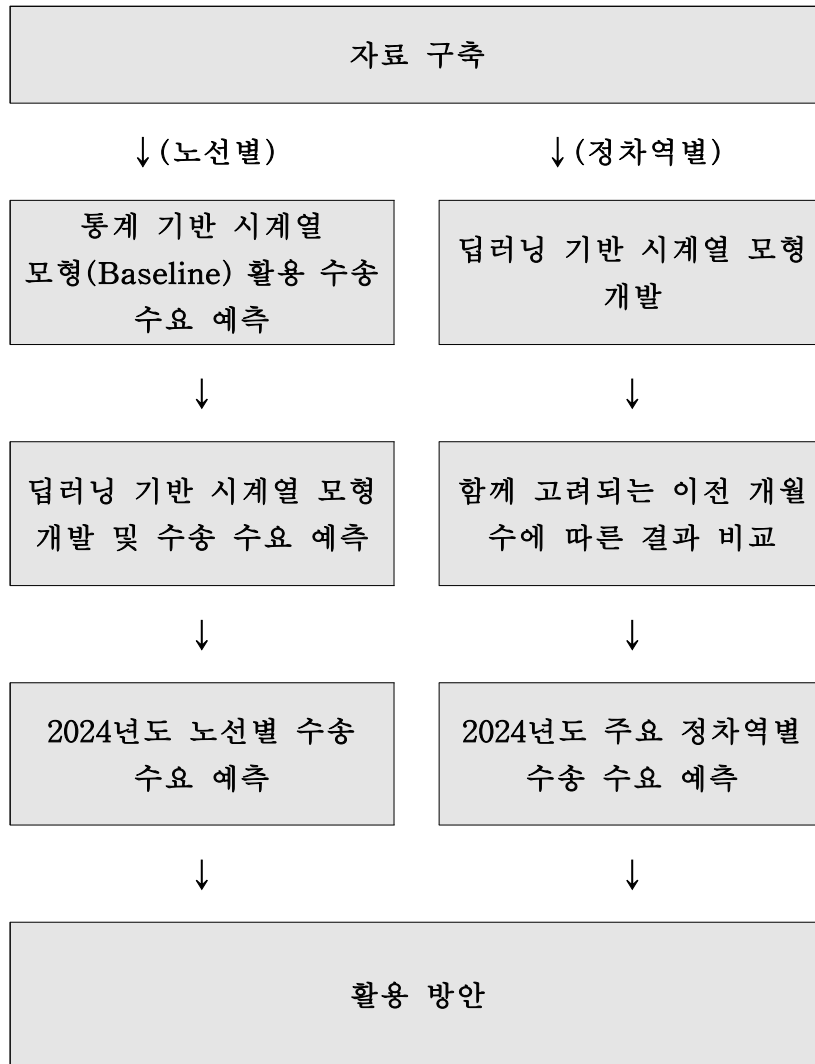 자료 구축
↓(노선별)
↓(정차역별)
통계 기반 시계열
모형(Baseline) 활용 수송
수요 예측
딥러닝 기반 시계열 모형
개발
↓
↓
딥러닝 기반 시계열 모형
개발 및 수송 수요 예측
함께 고려되는 이전 개월
수에 따른 결과 비교
↓
↓
2024년도 노선별 수송
수요 예측
2024년도 주요 정차역별
수송 수요 예측
↓
↓
활용 방안